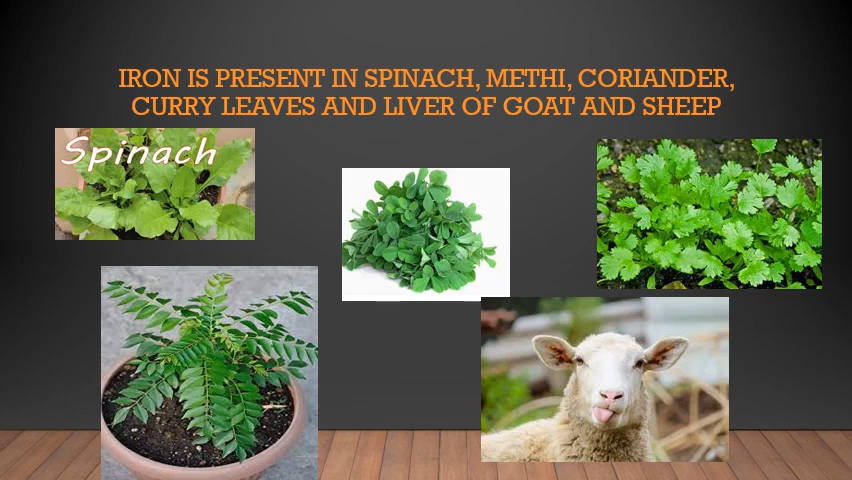 IRON IS PRESENT IN SPINACH, METHI, CORIANDER,
CURRY LEAVES AND LIVER OF GOAT AND SHEEP
Spinach